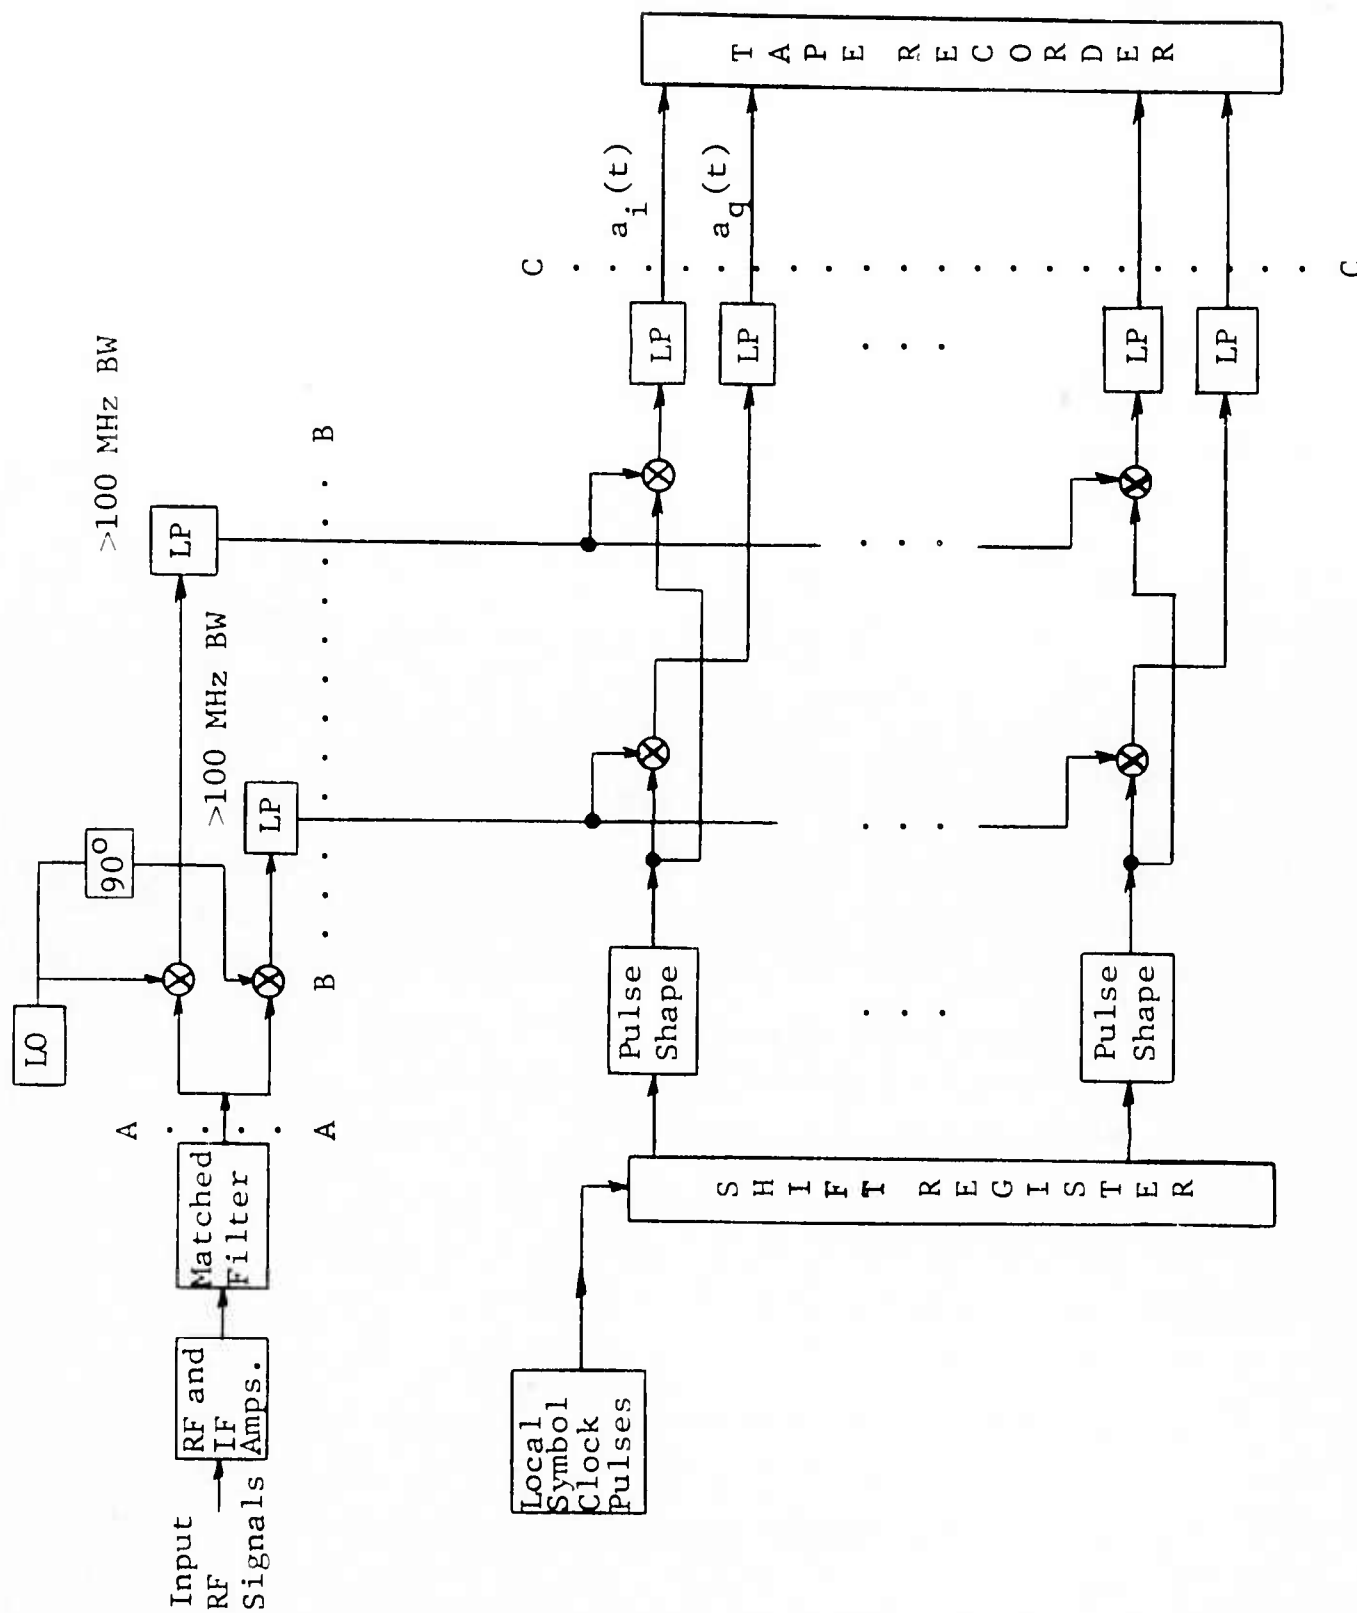 LO
90°
>100 MHz BW
LP
>100 MHz BW
LP
Input
RF
Signals
RF and
IF
Amps.
Matched
Filter
A
A
B
B
Local
Symbol
Clock
Pulses
SHIFT REGISTER
Pulse
Shape
Pulse
Shape
LP
LP
LP
LP
C
C
a_i(t)
a_q(t)
TAPE RECORDER